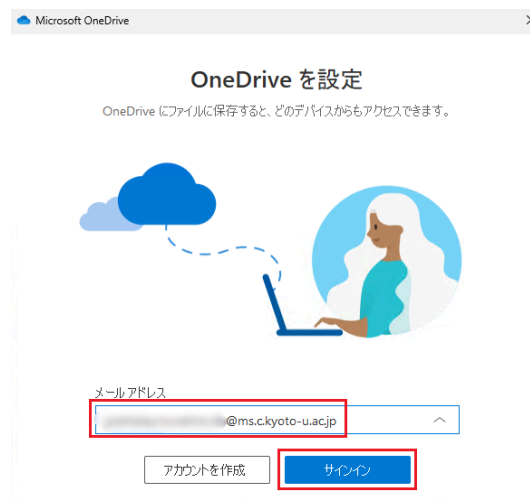 Microsoft OneDrive
OneDrive を設定
OneDrive にファイルに保存すると、どのデバイスからもアクセスできます。
メール アドレス
@ms.c.kyoto-u.ac.jp
アカウントを作成
サインイン